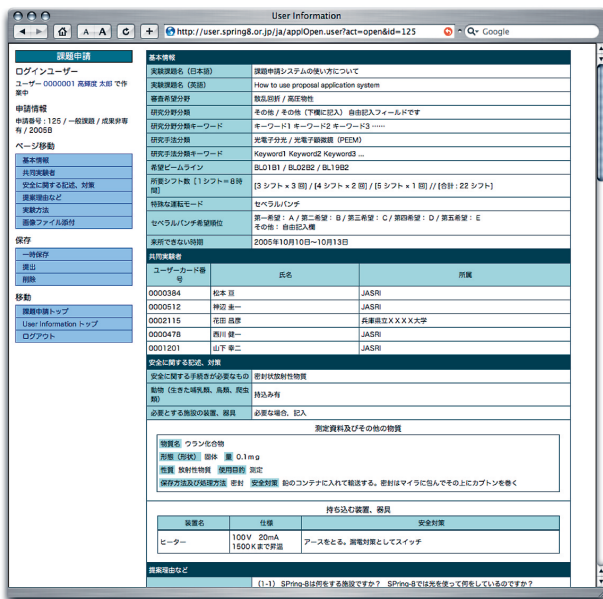 User Information
A A C +
http://user.spring8.or.jp/ja/applOpen.user?act=open&id=125
Google
課題申請
ログインユーザー
ユーザー 0000001 高輝度 太郎 で作
業中
申請情報
申請番号：125 / 一般課題 / 成果非専
有 / 2005B
ページ移動
基本情報
共同実験者
安全に関する記述、対策
提案理由など
実験方法
画像ファイル添付
保存
一時保存
提出
削除
移動
課題申請トップ
User Information トップ
ログアウト
基本情報
実験課題名（日本語） 課題申請システムの使い方について
実験課題名（英語） How to use proposal application system
審査希望分野 散乱回折 / 高圧物性
研究分野分類 その他 / その他（下欄に記入） 自由記入フィールドです
研究分野分類キーワード キーワード1 キーワード2 キーワード3 ……
研究手法分類 光電子分光 / 光電子顕微鏡（PEEM）
研究手法分類キーワード Keyword1 Keyword2 Keyword3 ...
希望ビームライン BL01B1 / BL02B2 / BL19B2
所要シフト数［1シフト＝8時
間］ [3 シフト × 3 回] / [4 シフト × 2 回] / [5 シフト × 1 回] // [合計：22 シフト]
特殊な運転モード セベラルバンチ
セベラルバンチ希望
順位 第一希望：A / 第二希望：B / 第三希望：C / 第四希望：D / 第五希望：E
その他：自由記入欄
来所できない時期 2005年10月10日～10月13日
共同実験者
ユーザーカード番
号 氏名 所属
0000384 松本 亘 JASRI
0000512 神辺 圭一 JASRI
0002115 花田 昌彦 兵庫県立XXXX大学
0000478 西川 健一 JASRI
0001201 山下 幸二 JASRI
安全に関する記述、対策
安全に関する手続きが必要なもの 密封状放射性物質
動物（生きた哺乳類、鳥類、爬虫
類） 持込み有
必要とする施設の装置、器具 必要な場合、記入
測定資料及びその他の物質
物質名 ウラン化合物
形態（形状） 固体 量 0.1mg
性質 放射性物質 使用目的 測定
保存方法及び処理方法 密封 安全対策 鉛のコンテナに入れて輸送する。密封はマイラに包んでその上にカプトンを巻く
持ち込む装置、器具
装置名 仕様 安全対策
ヒーター 100V 20mA
1500Kまで昇温 アースをとる。漏電対策としてスイッチ
提案理由など
(1-1) SPring-8は何をする施設ですか？ SPring-8では光を使って何をしているのですか？